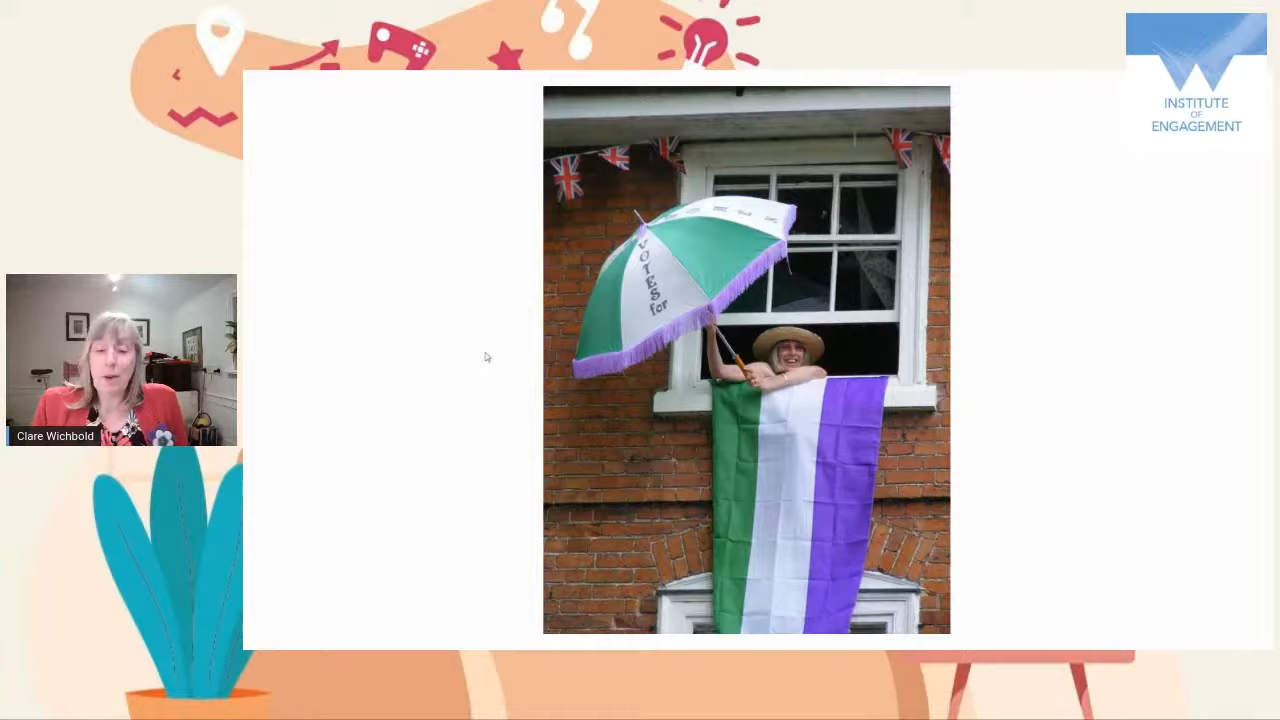 INSTITUTE
OF
ENGAGEMENT
VOTES for
Clare Wichbold